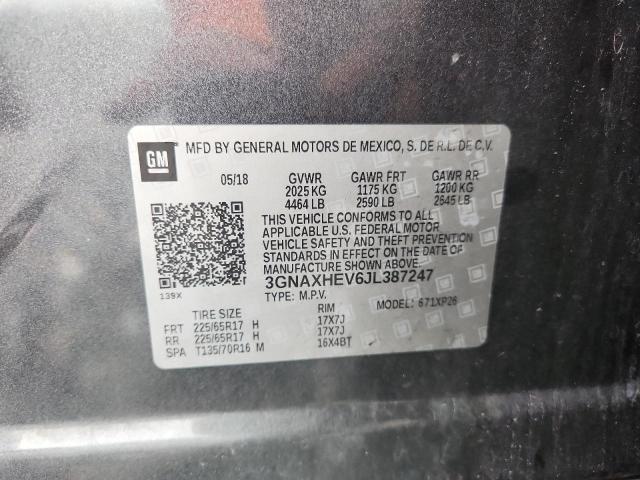 GM
MFD BY GENERAL MOTORS DE MEXICO, S. DE R.L. DE C.V.
05/18 GVWR GAWR FRT GAWR RR
2025 KG 1175 KG 1200 KG
4464 LB 2590 LB 2645 LB
THIS VEHICLE CONFORMS TO ALL
APPLICABLE U.S. FEDERAL MOTOR
VEHICLE SAFETY AND THEFT PREVENTION
STANDARDS IN EFFECT ON THE DATE OF
MANUFACTURE SHOWN ABOVE.
139X 3GNAXHEV6JL387247
TYPE: M.P.V. MODEL: 671XP26
TIRE SIZE RIM
FRT 225/65R17 H 17X7J
RR 225/65R17 H 17X7J
SPA T135/70R16 M 16X4BT